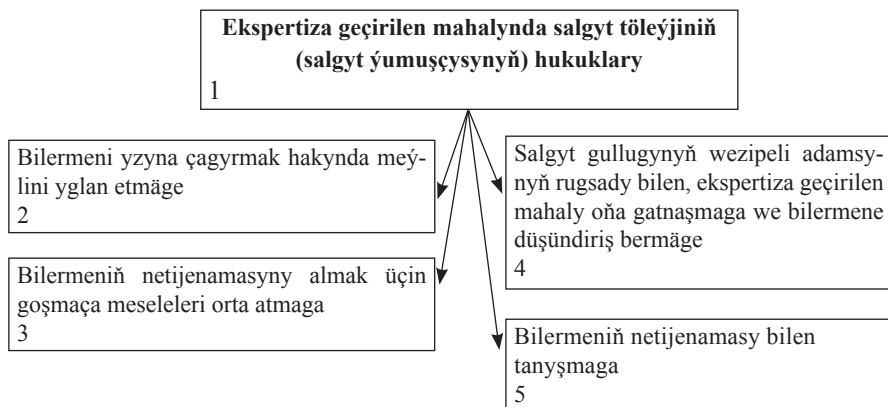 Ekspertiza geçirilen mahalynda salgyt töleýjiniň
(salgyt ýumuşçysynyň) hukuklary
1
Bilermeni yzyna çagyrmak hakynda meý-
lini yglan etmäge
2
Bilermeniň netijenamasyny almak üçin
goşmaça meseleleri orta atmaga
3
Salgyt gullugynyň wezipeli adamsy-
nyň rugsady bilen, ekspertiza geçirilen
mahaly oňa gatnaşmaga we bilermene
düşündiriş bermäge
4
Bilermeniň netijenamasy bilen
tanyşmaga
5